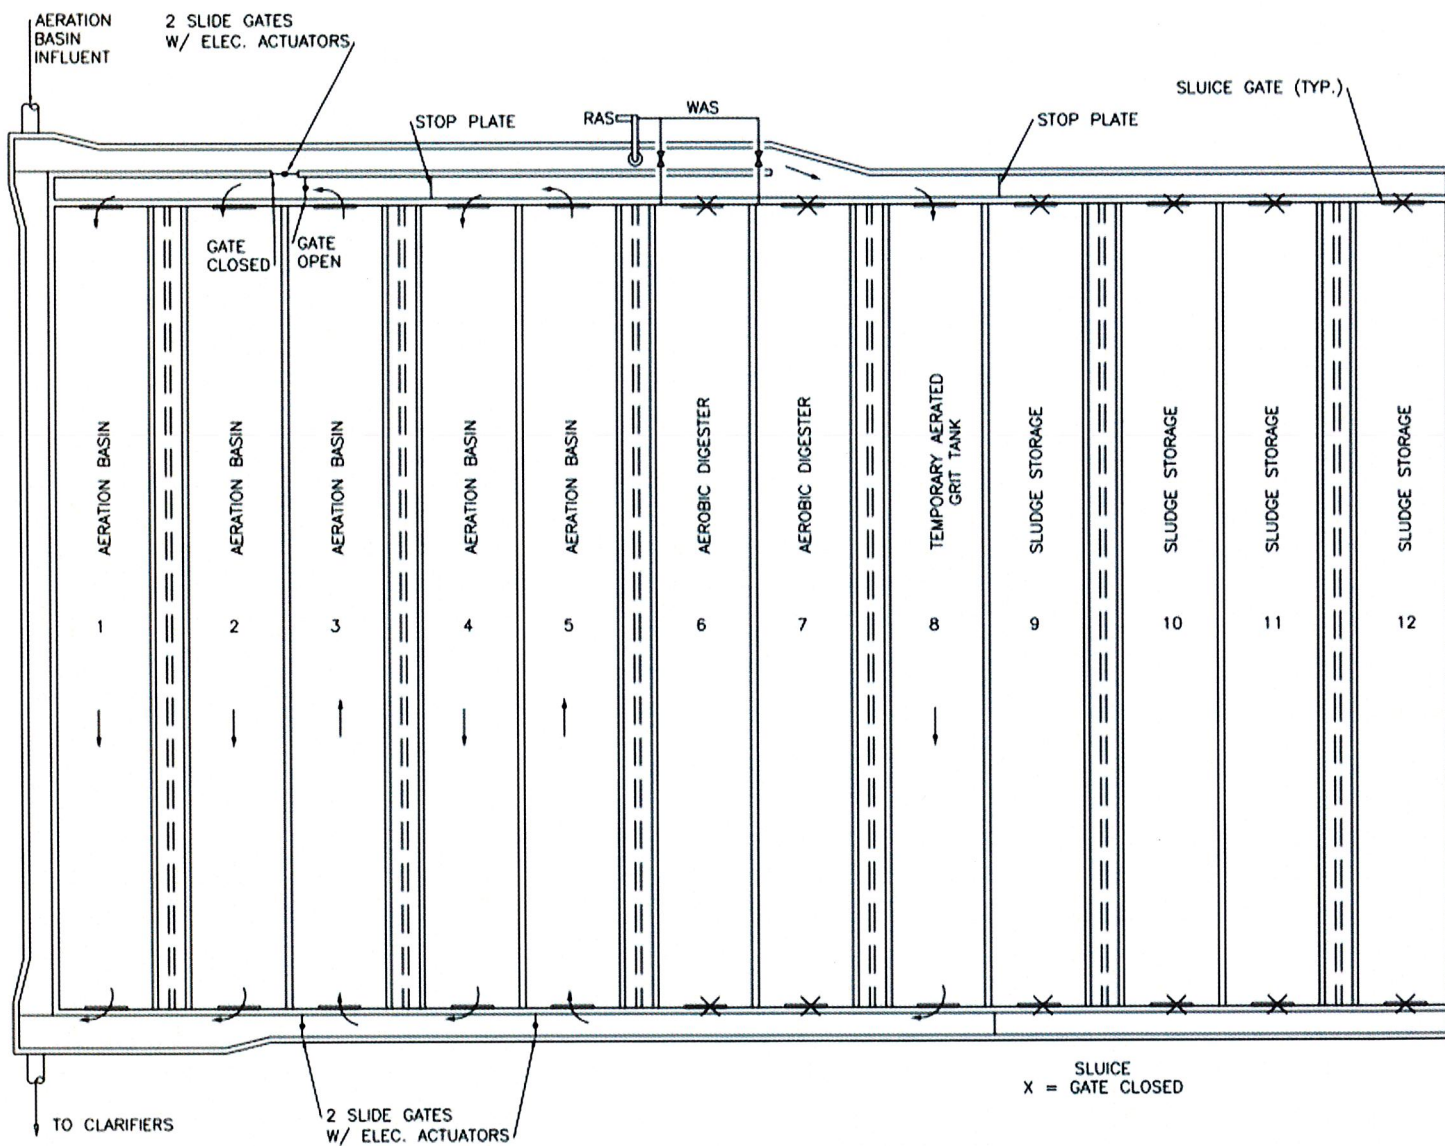 AERATION
BASIN
INFLUENT
2 SLIDE GATES
W/ ELEC. ACTUATORS
STOP PLATE
RAS
WAS
STOP PLATE
SLUICE GATE (TYP.)
GATE
CLOSED
GATE
OPEN
AERATION BASIN
AERATION BASIN
AERATION BASIN
AERATION BASIN
AERATION BASIN
AEROBIC DIGESTER
AEROBIC DIGESTER
TEMPORARY AERATED
GRIT TANK
SLUDGE STORAGE
SLUDGE STORAGE
SLUDGE STORAGE
SLUDGE STORAGE
1
2
3
4
5
6
7
8
9
10
11
12
SLUICE
X = GATE CLOSED
2 SLIDE GATES
W/ ELEC. ACTUATORS
TO CLARIFIERS